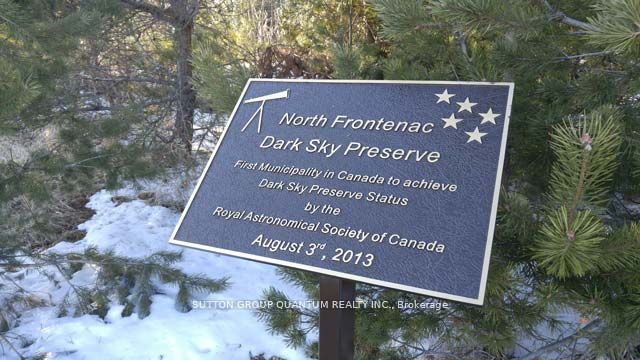 North Frontenac
Dark Sky Preserve
First Municipality in Canada to achieve
Dark Sky Preserve Status
by the
Royal Astronomical Society of Canada
August 3rd, 2013
SUTTON GROUP QUANTUM REALTY INC., Brokerage